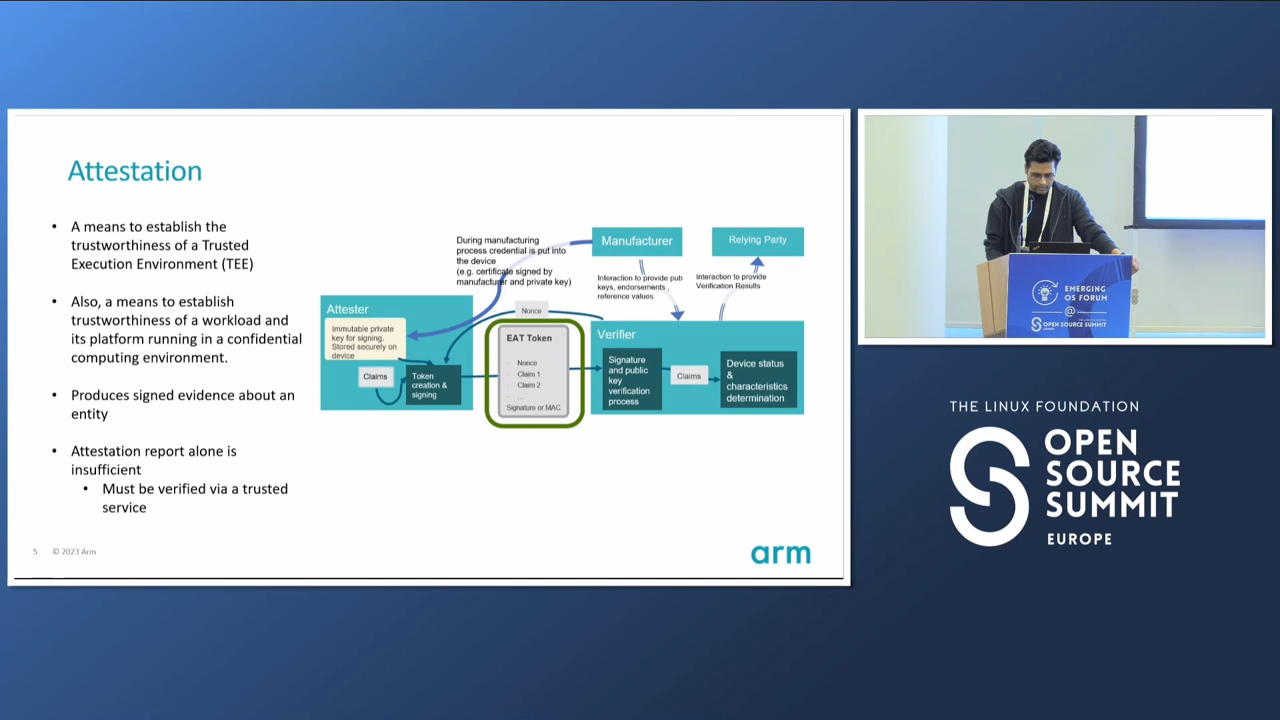 Attestation
• A means to establish the
trustworthiness of a Trusted
Execution Environment (TEE)
• Also, a means to establish
trustworthiness of a workload and
its platform running in a confidential
computing environment.
• Produces signed evidence about an
entity
• Attestation report alone is
insufficient
• Must be verified via a trusted
service
During manufacturing
process credential is put into
the device
(e.g. certificate signed by
manufacturer and private key)
Manufacturer
Relying Party
Interaction to provide pub
keys, endorsements ,
reference values.
Interaction to provide
Verification Results
Attester
Immutable private
key for signing.
Stored securely on
device
Claims
Token
creation &
signing
Nonce
EAT Token
Nonce
Claim 1
Claim 2
...
Signature or MAC
Verifier
Signature
and public
key
verification
process
Claims
Device status
&
characteristics
determination
5 © 2023 Arm
arm
EMERGING
OS FORUM
@
OPEN SOURCE SUMMIT
THE LINUX FOUNDATION
OPEN
SOURCE
SUMMIT
EUROPE